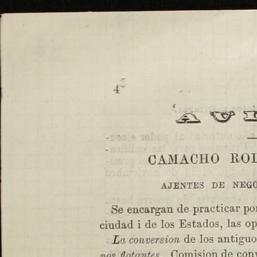 4
AVI
CAMACHO ROL
AJENTES DE NEGO
Se encargan de practicar por
ciudad i de los Estados, las op
La conversion de los antiguo
nos flotantes. Comision de conv